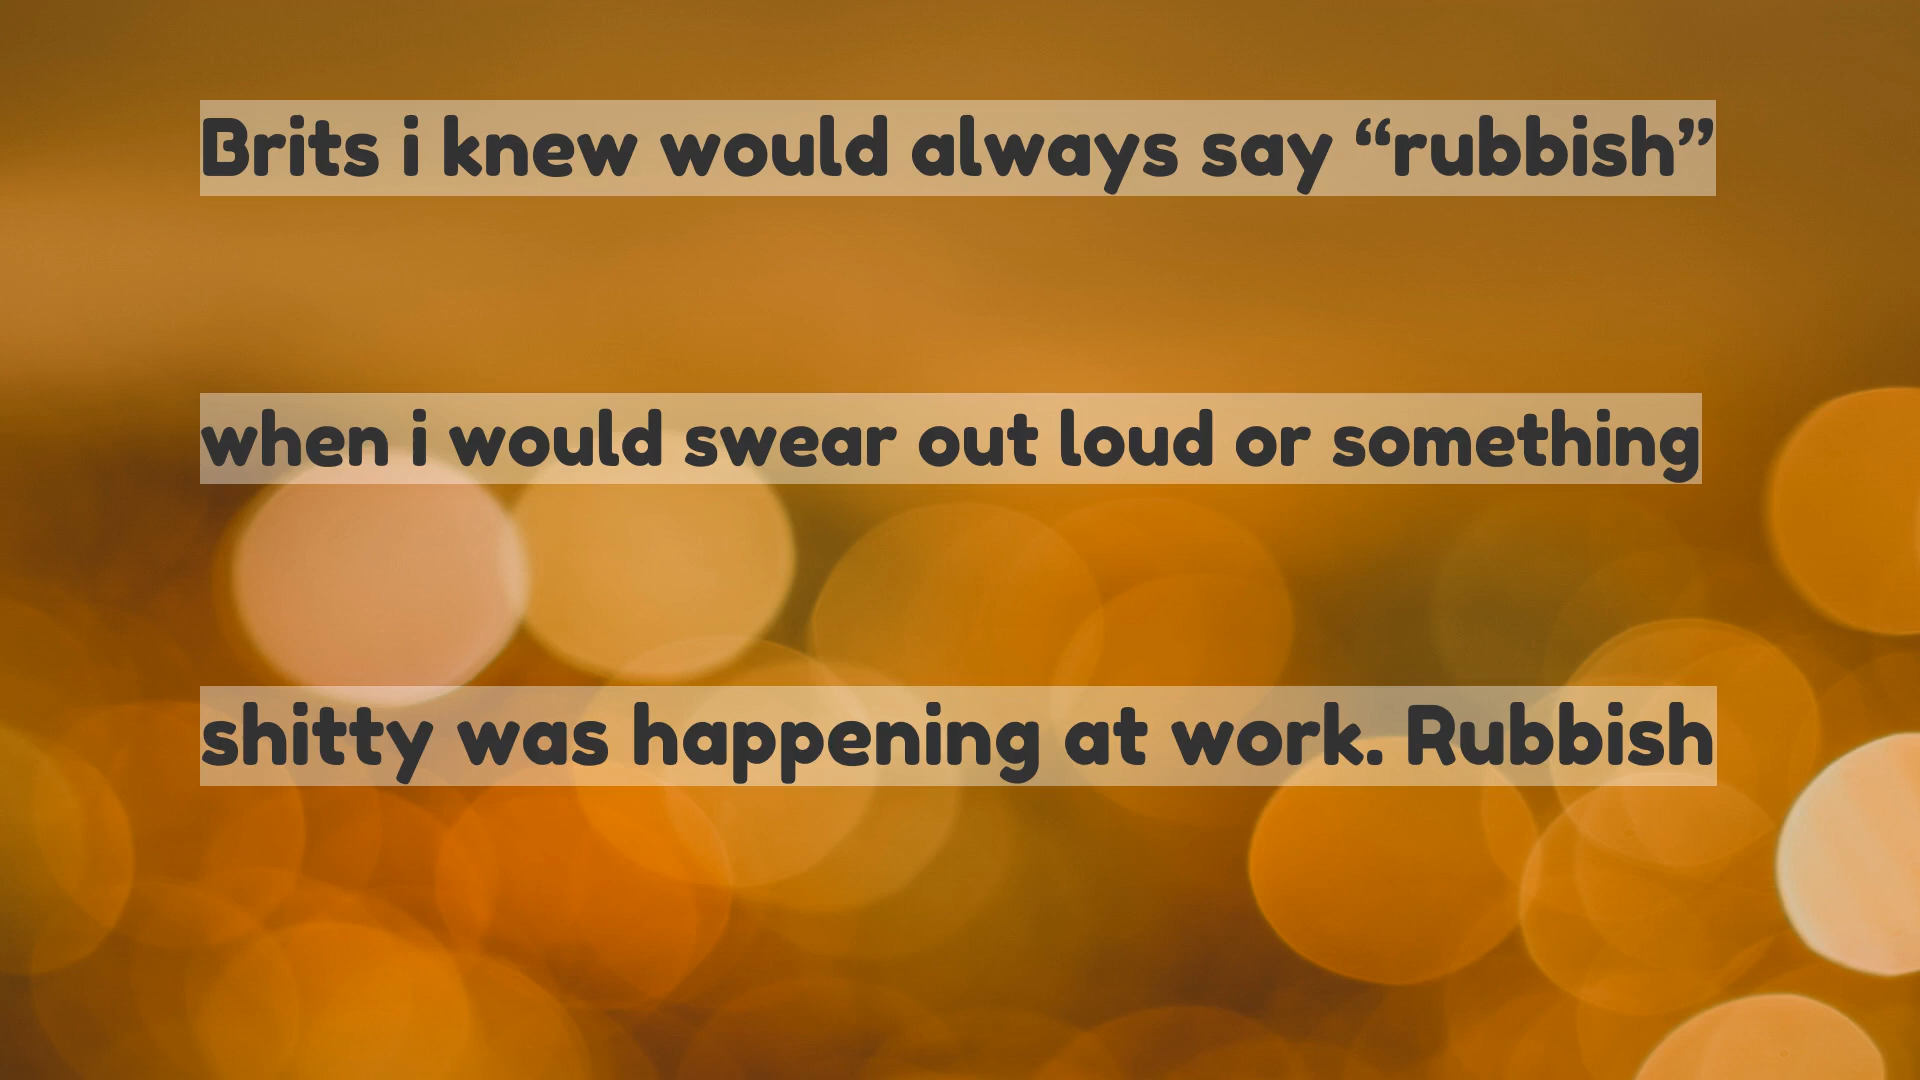 Brits i knew would always say “rubbish”
when i would swear out loud or something
shitty was happening at work. Rubbish